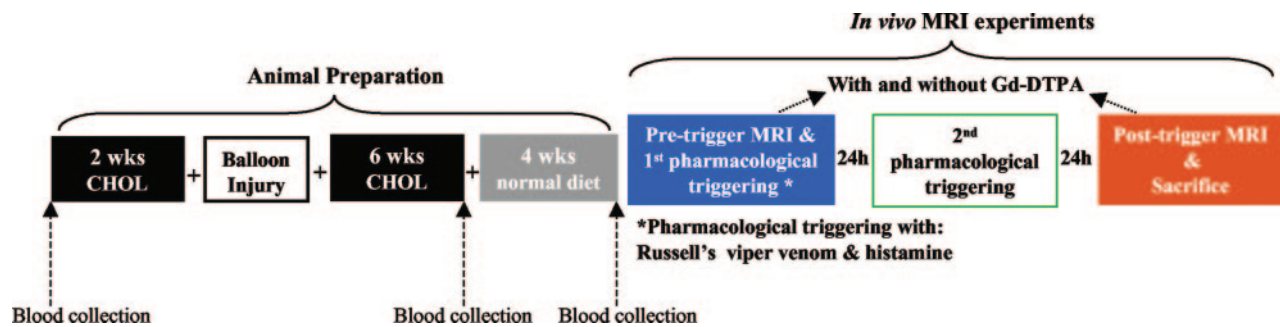 In vivo MRI experiments
Animal Preparation
With and without Gd-DTPA
2 wks
CHOL
+
Balloon
Injury
+
6 wks
CHOL
+
4 wks
normal diet
Pre-trigger MRI &
1st pharmacological
triggering *
24h
2nd
pharmacological
triggering
24h
Post-trigger MRI
&
Sacrifice
*Pharmacological triggering with:
Russell's viper venom & histamine
Blood collection
Blood collection
Blood collection